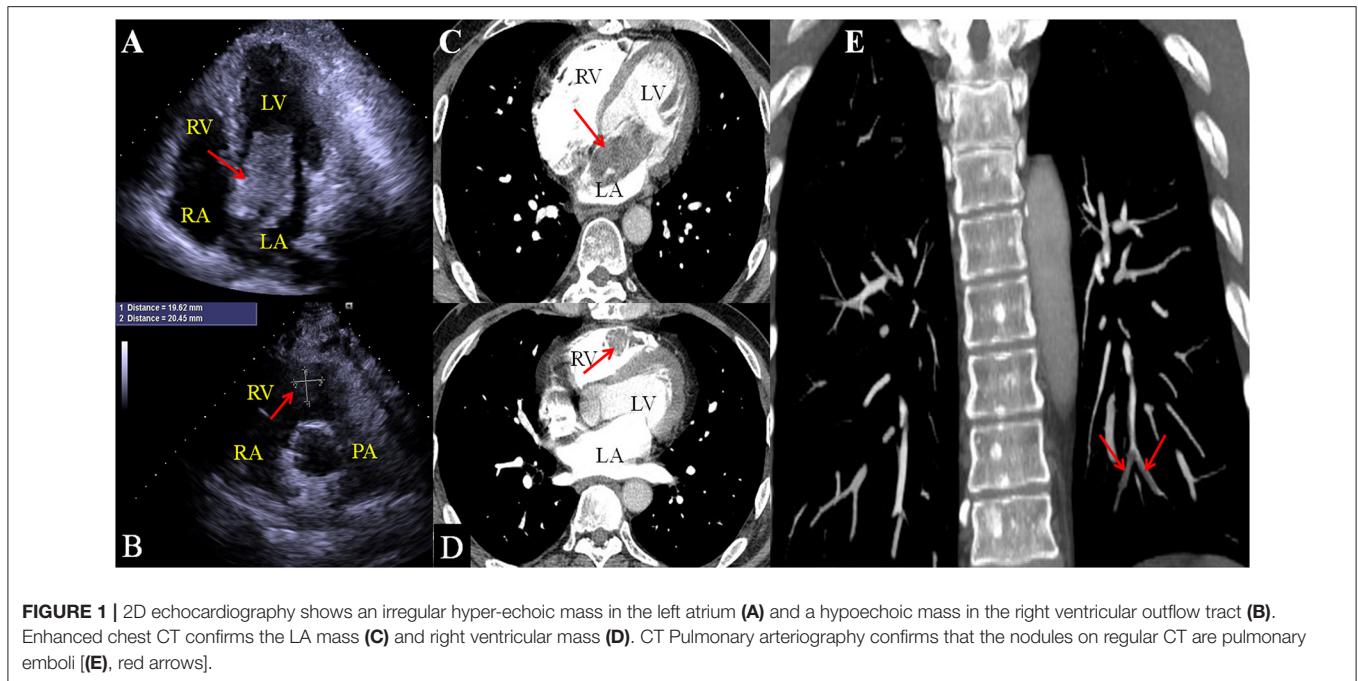 A
LV
RV
RA
LA
1 Distance = 19.62 mm
2 Distance = 20.45 mm
RV
RA
PA
B
C
RV
LV
LA
RV
LV
LA
D
E
FIGURE 1 | 2D echocardiography shows an irregular hyper-echoic mass in the left atrium (A) and a hypoechoic mass in the right ventricular outflow tract (B).
Enhanced chest CT confirms the LA mass (C) and right ventricular mass (D). CT Pulmonary arteriography confirms that the nodules on regular CT are pulmonary
emboli [(E), red arrows].